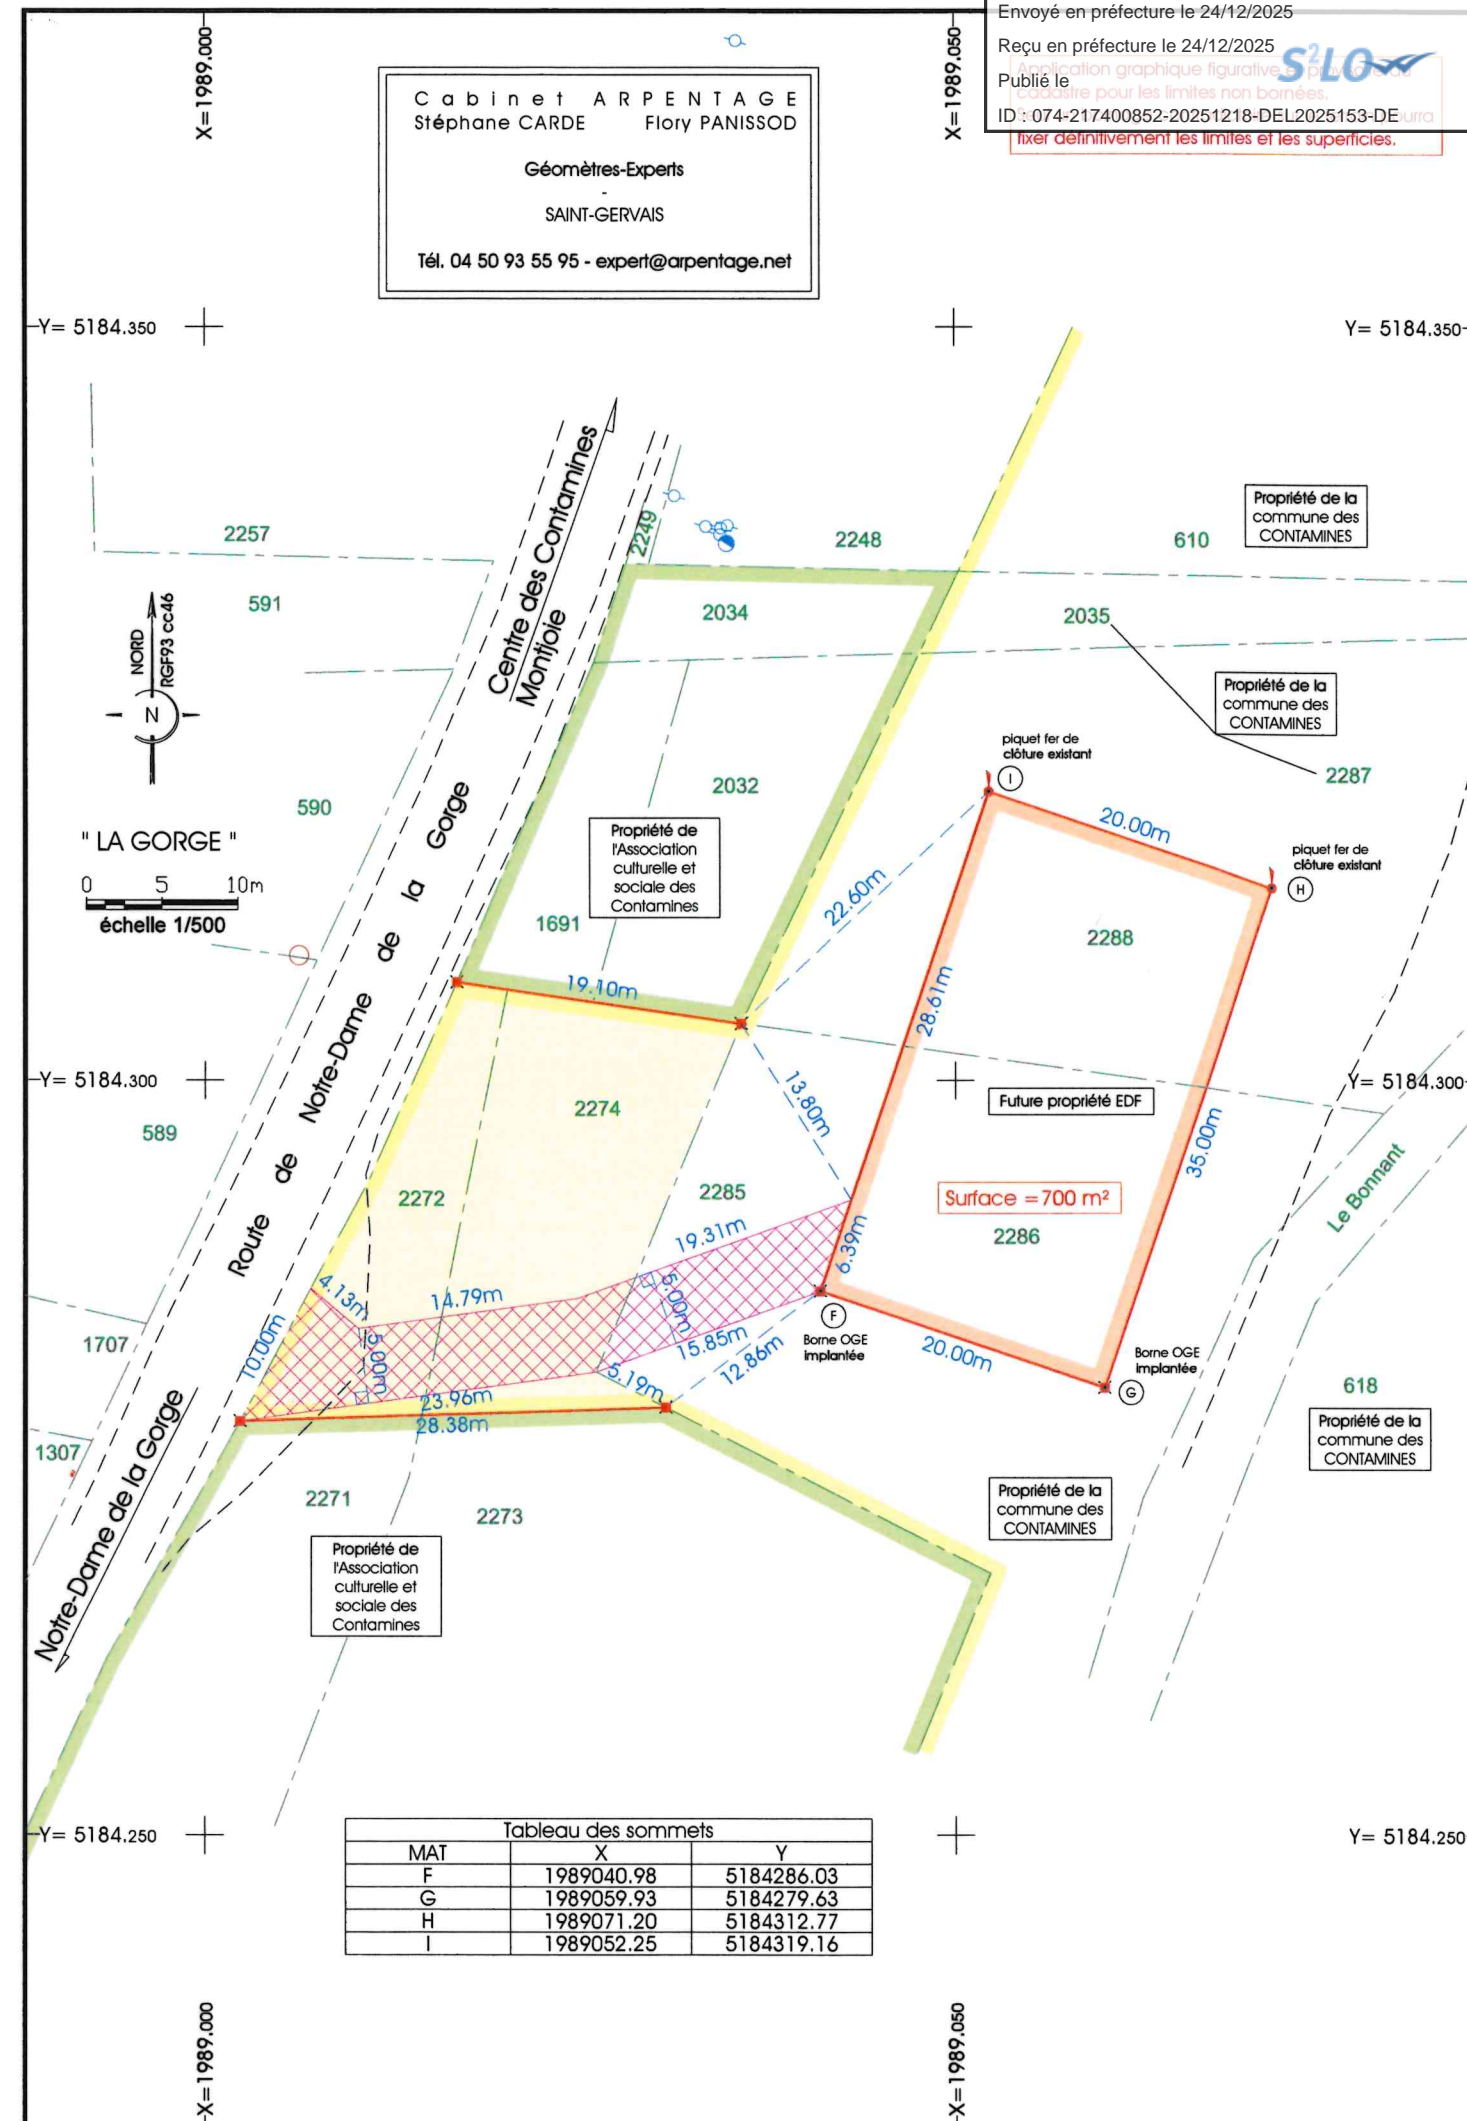 Envoyé en préfecture le 24/12/2025
Reçu en préfecture le 24/12/2025
S²LO
Publié le
ID : 074-217400852-20251218-DEL2025153-DE
Application graphique figurative
cadastre pour les limites non bornées.
fixer définitivement les limites et les superficies.
X=1989.000
X=1989.050
Cabinet ARPENTAGE
Stéphane CARDE Flory PANISSOD
Géomètres-Experts
-
SAINT-GERVAIS
Tél. 04 50 93 55 95 - expert@arpentage.net
Y= 5184.350
Y= 5184.350
Centre des Contamines
Montjoie
2249
2257
2248
610
Propriété de la
commune des
CONTAMINES
591
2034
2035
NORD
RGF93 cc46
N
Propriété de la
commune des
CONTAMINES
2287
piquet fer de
clôture existant
I
590
2032
20.00m
" LA GORGE "
0 5 10m
échelle 1/500
Propriété de
l'Association
culturelle et
sociale des
Contamines
piquet fer de
clôture existant
H
22.60m
1691
2288
19.10m
28.61m
Route de Notre-Dame de la Gorge
Y= 5184.300
Y= 5184.300
13.80m
Future propriété EDF
2274
589
35.00m
Le Bonnant
2272
2285
Surface = 700 m²
2286
19.31m
6.39m
4.13m
14.79m
5.00m
10.00m
5.00m
F
Borne OGE
implantée
15.85m
12.86m
20.00m
1707
Borne OGE
implantée
G
5.19m
23.96m
28.38m
618
Propriété de la
commune des
CONTAMINES
1307
Notre-Dame de la Gorge
2271
2273
Propriété de la
commune des
CONTAMINES
Propriété de
l'Association
culturelle et
sociale des
Contamines
Y= 5184.250
Y= 5184.250
Tableau des sommets
MAT X Y
F 1989040.98 5184286.03
G 1989059.93 5184279.63
H 1989071.20 5184312.77
I 1989052.25 5184319.16
X=1989.000
X=1989.050